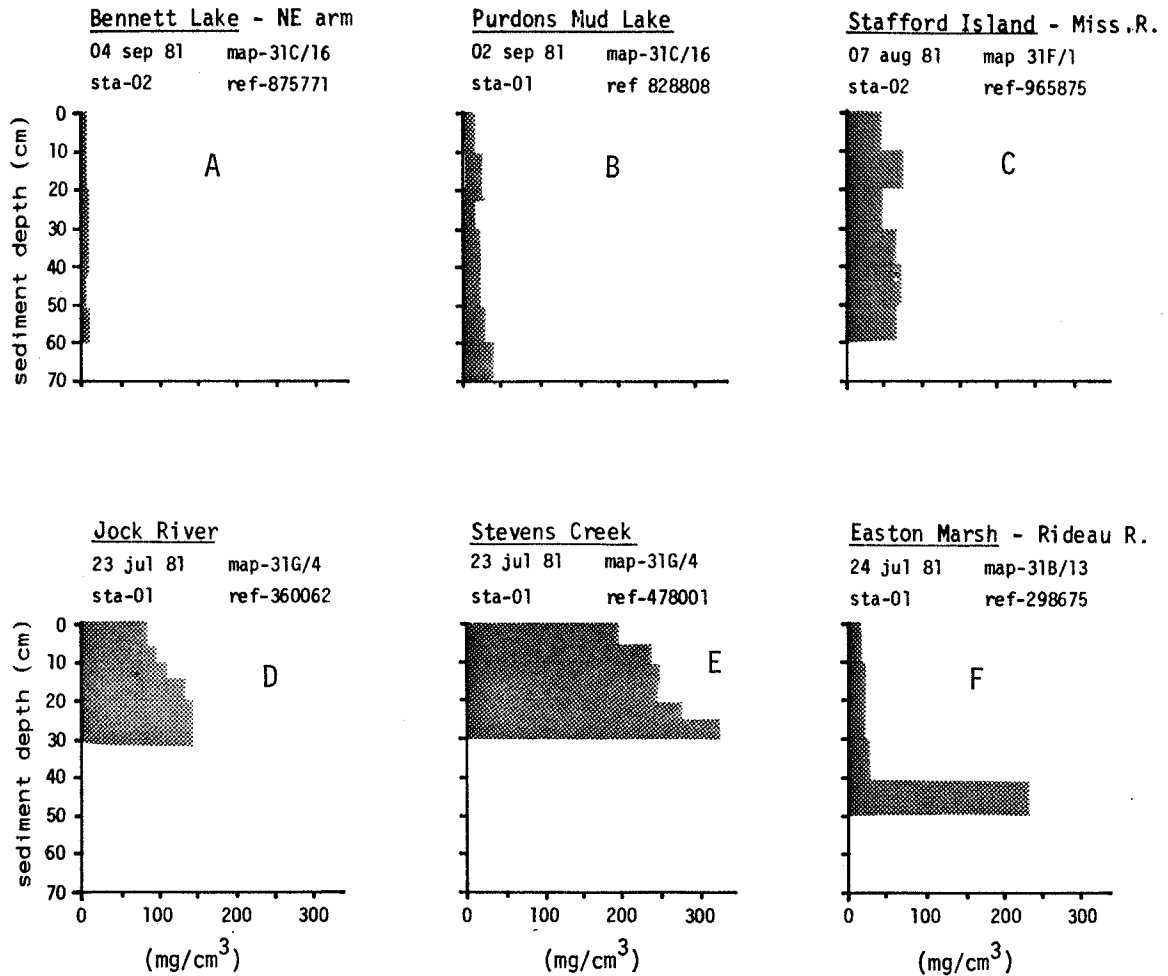 Bennett Lake - NE arm
04 sep 81 map-31C/16
sta-02 ref-875771
Purdons Mud Lake
02 sep 81 map-31C/16
sta-01 ref 828808
Stafford Island - Miss.R.
07 aug 81 map 31F/1
sta-02 ref-965875
sediment depth (cm)
0
10
20
30
40
50
60
70
A
B
C
Jock River
23 jul 81 map-31G/4
sta-01 ref-360062
Stevens Creek
23 jul 81 map-31G/4
sta-01 ref-478001
Easton Marsh - Rideau R.
24 jul 81 map-31B/13
sta-01 ref-298675
sediment depth (cm)
0
10
20
30
40
50
60
70
D
E
F
0 100 200 300
0 100 200 300
0 100 200 300
(mg/cm³)
(mg/cm³)
(mg/cm³)